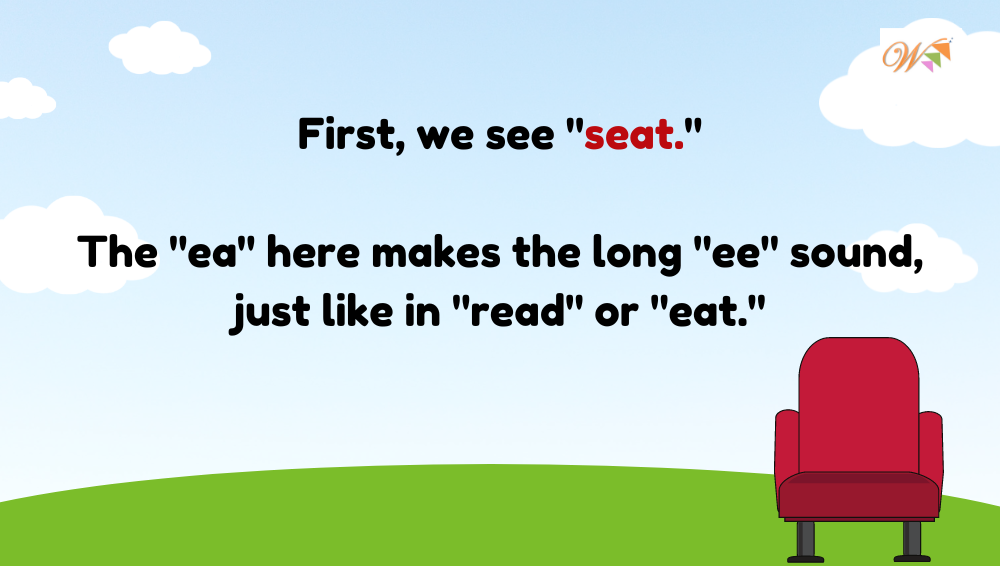 W
First, we see "seat."
The "ea" here makes the long "ee" sound,
just like in "read" or "eat."